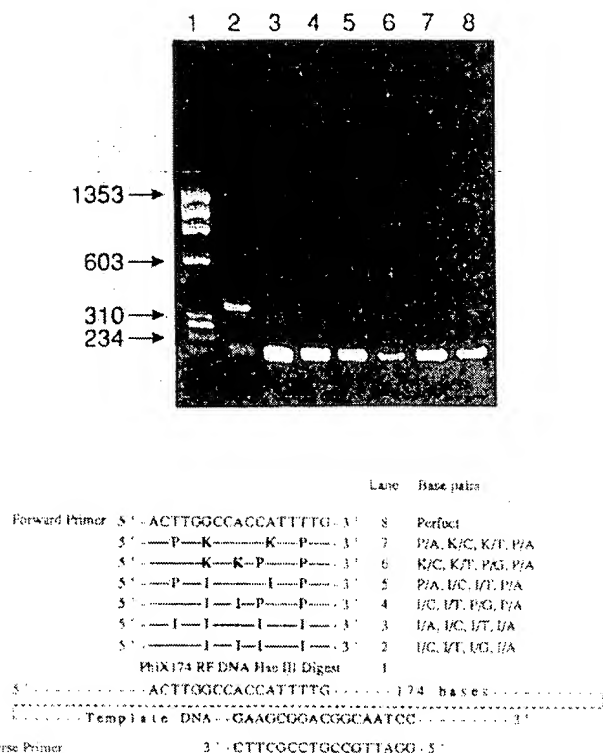 1 2 3 4 5 6 7 8
1353
603
310
234
Lane Base pairs
Forward Primer 5'-ACTTGGCCACCATTTTG-3' 8 Perfect
5'-----P-----K----------K-----P-----3' 7 P/A, K/C, K/T, P/A
5'----------K----K----P------P-----3' 6 K/C, K/T, P/G, P/A
5'-----P-----I----------I-----P-----3' 5 P/A, I/C, I/T, P/A
5'----------I----I----P------P-----3' 4 I/C, I/T, P/G, P/A
5'-----I-----I----------I-----I-----3' 3 I/A, I/C, I/T, I/A
5'----------I----I----I------I-----3' 2 I/C, I/T, I/G, I/A
PhiX174 RF DNA Hae III Digest 1
5'----------ACTTGGCCACCATTTTG------174 bases
Template DNA--GAAGCGGACGGCAATCC----------3'
Primer 3'-CTTCGCCTGCCGTTAGG-5'